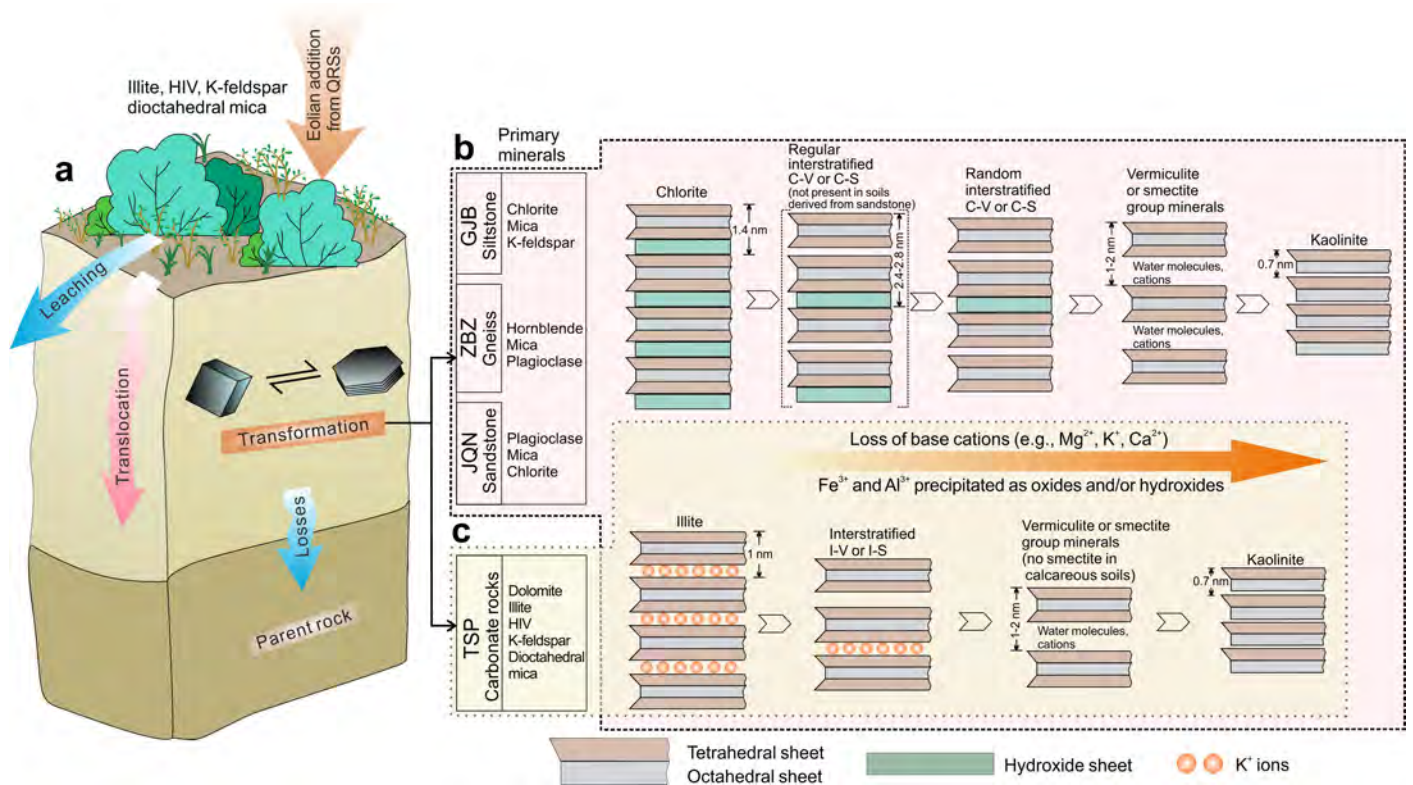 Illite, HIV, K-feldspar
dioctahedral mica
Eolian addition
from QRSs
a
Leaching
Translocation
Transformation
Losses
Parent rock
b
Primary
minerals
GJB
Siltstone
Chlorite
Mica
K-feldspar
ZBZ
Gneiss
Hornblende
Mica
Plagioclase
JQN
Sandstone
Plagioclase
Mica
Chlorite
Chlorite
1.4 nm
Regular
interstratified
C-V or C-S
(not present in soils
derived from sandstone)
2.4-2.8 nm
Random
interstratified
C-V or C-S
Vermiculite
or smectite
group minerals
1-2 nm
Water molecules,
cations
Water molecules,
cations
Kaolinite
0.7 nm
Loss of base cations (e.g., Mg²⁺, K⁺, Ca²⁺)
Fe³⁺ and Al³⁺ precipitated as oxides and/or hydroxides
c
TSP
Carbonate rocks
Dolomite
Illite
HIV
K-feldspar
Dioctahedral
mica
Illite
1 nm
Interstratified
I-V or I-S
Vermiculite or smectite
group minerals
(no smectite in
calcareous soils)
1-2 nm
Water molecules,
cations
Kaolinite
0.7 nm
Tetrahedral sheet
Octahedral sheet
Hydroxide sheet
K⁺ ions